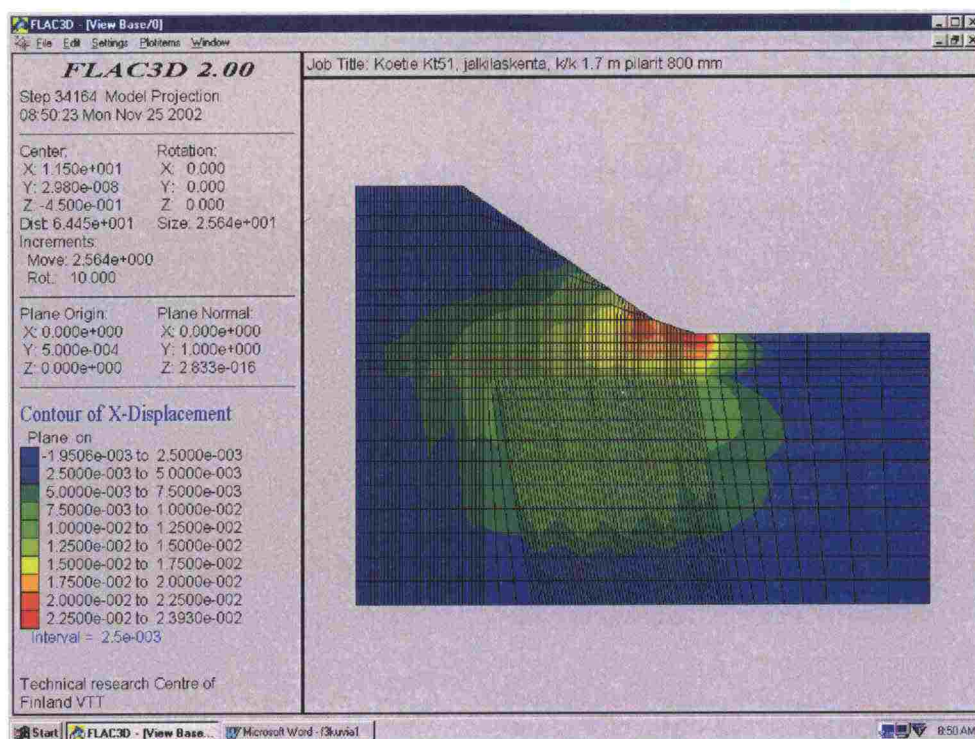 FLAC3D - [View Base/0]
File Edit Settings Plotitems Window
FLAC3D 2.00
Step 34164 Model Projection
08:50:23 Mon Nov 25 2002
Center: Rotation:
X: 1.150e+001 X: 0.000
Y: 2.980e-008 Y: 0.000
Z: -4.500e-001 Z: 0.000
Dist: 6.445e+001 Size: 2.564e+001
Increments:
Move: 2.564e+000
Rot.: 10.000
Plane Origin: Plane Normal:
X: 0.000e+000 X: 0.000e+000
Y: 5.000e-004 Y: 1.000e+000
Z: 0.000e+000 Z: 2.833e-016
Contour of X-Displacement
Plane on
-1.9506e-003 to 2.5000e-003
2.5000e-003 to 5.0000e-003
5.0000e-003 to 7.5000e-003
7.5000e-003 to 1.0000e-002
1.0000e-002 to 1.2500e-002
1.2500e-002 to 1.5000e-002
1.5000e-002 to 1.7500e-002
1.7500e-002 to 2.0000e-002
2.0000e-002 to 2.2500e-002
2.2500e-002 to 2.3930e-002
Interval = 2.5e-003
Technical research Centre of
Finland VTT
Job Title: Koetie Kt51, jalkilaskenta, k/k 1.7 m pilarit 800 mm
Start FLAC3D - [View Base... Microsoft Word - f3kuvia1 8:50 AM